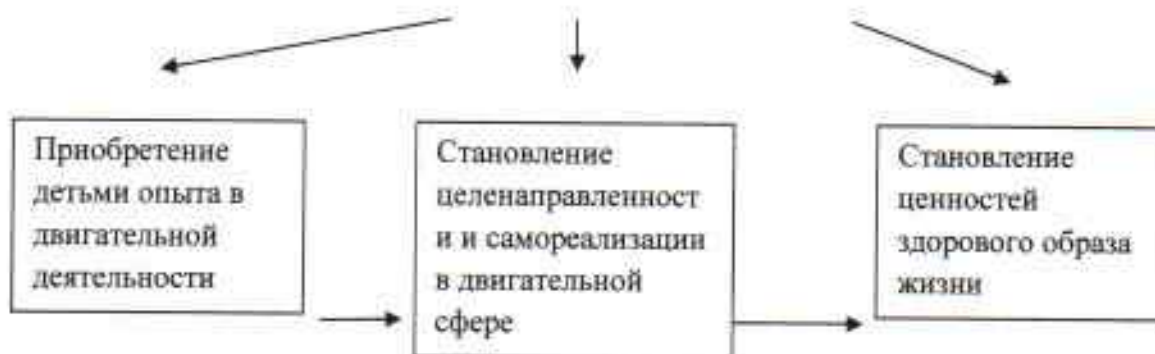 Приобретение
детьми опыта в
двигательной
деятельности
Становление
целенаправленност
и и самореализации
в двигательной
сфере
Становление
ценностей
здорового образа
жизни